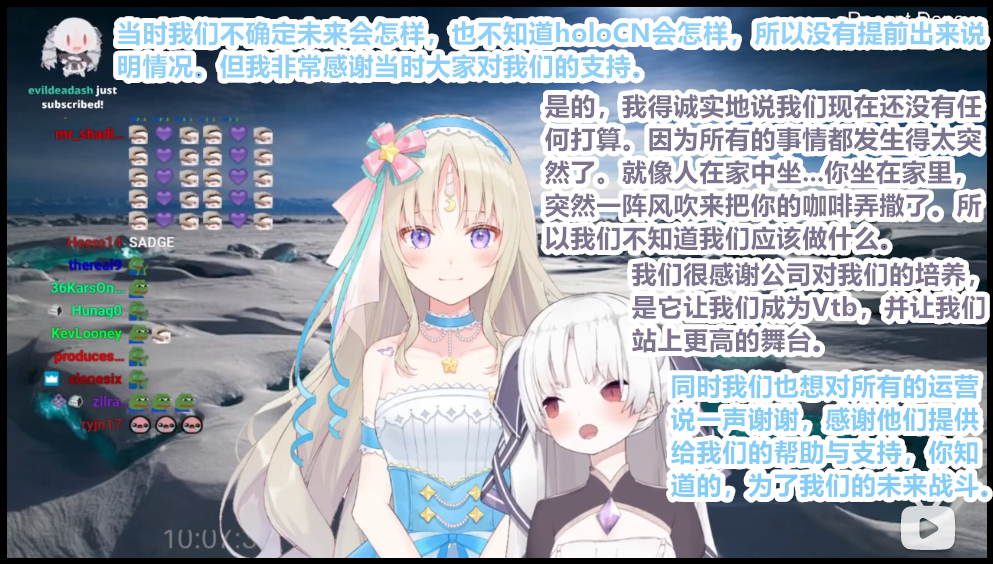 当时我们不确定未来会怎样，也不知道holoCN会怎样，所以没有提前出来说
明情况。但我非常感谢当时大家对我们的支持。
evildeadash just
subscribed!
是的，我得诚实地说我们现在还没有任
何打算。因为所有的事情都发生得太突
然了。就像人在家中坐...你坐在家里，
突然一阵风吹来把你的咖啡弄撒了。所
以我们不知道我们应该做什么。
我们很感谢公司对我们的培养，
是它让我们成为Vtb，并让我们
站上更高的舞台。
同时我们也想对所有的运营
说一声谢谢，感谢他们提供
给我们的帮助与支持，你知
道的，为了我们的未来战斗。
mr_shadi...
SADGE
thereal9
36KarsOn...
Hunag0
KevLooney
produces...
zilra
ryjn17